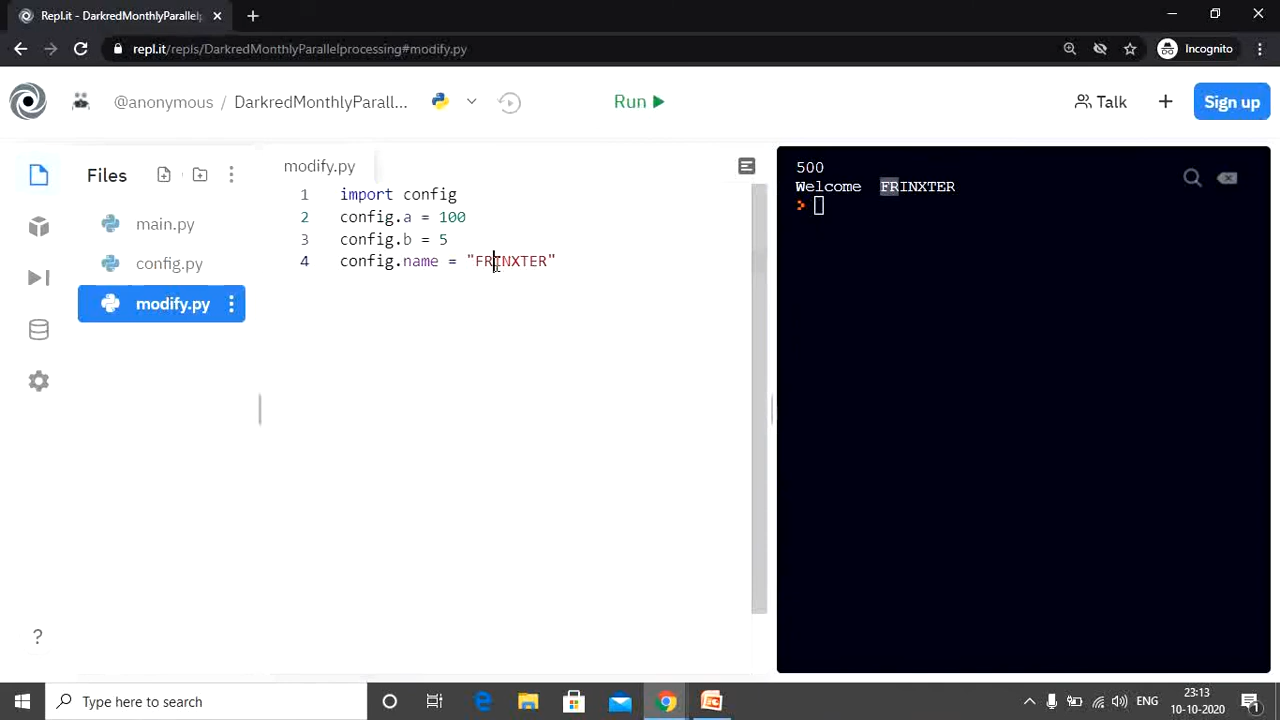 Repl.it - DarkredMonthlyParallel
repl.it/repls/DarkredMonthlyParallelprocessing#modify.py
Incognito
@anonymous / DarkredMonthlyParall...
Run
Talk
Sign up
Files
main.py
config.py
modify.py
modify.py
1 import config
2 config.a = 100
3 config.b = 5
4 config.name = "FRINXTER"
500
Welcome FRINXTER
>
?
Type here to search
ENG
23:13
10-10-2020
1